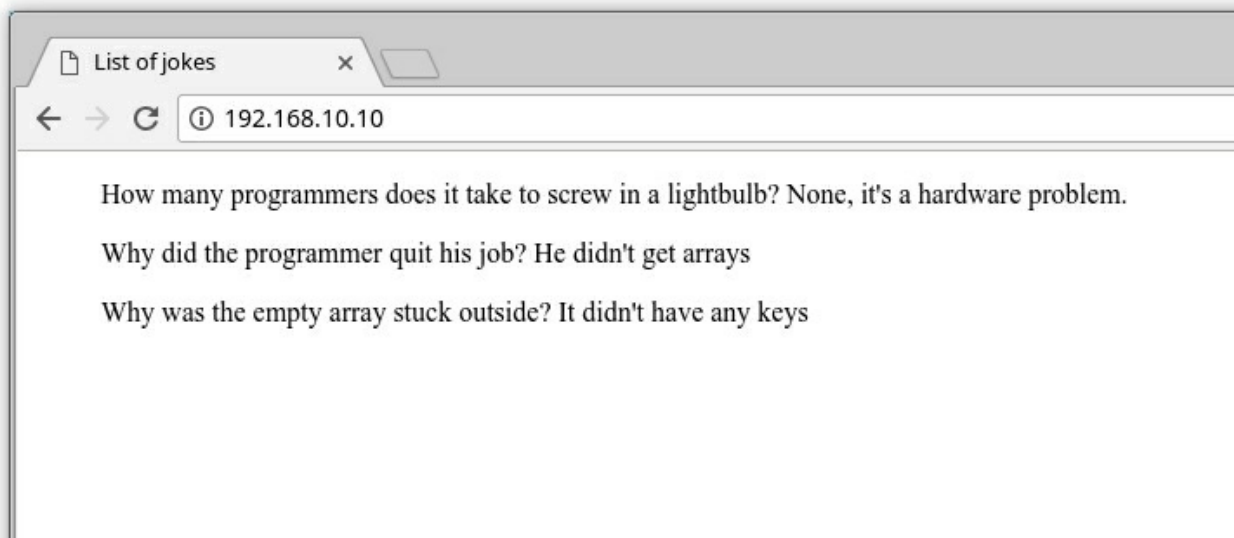 List of jokes
192.168.10.10
How many programmers does it take to screw in a lightbulb? None, it's a hardware problem.
Why did the programmer quit his job? He didn't get arrays
Why was the empty array stuck outside? It didn't have any keys